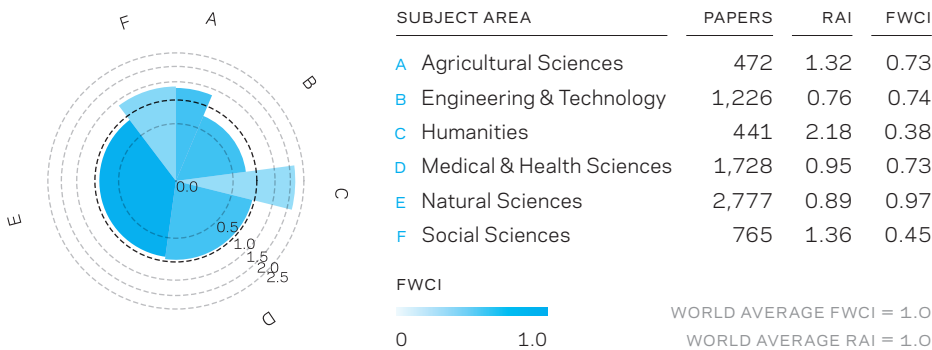 F
A
B
C
D
E
0.0
0.5
1.0
1.5
2.0
2.5
SUBJECT AREA PAPERS RAI FWCI
A Agricultural Sciences 472 1.32 0.73
B Engineering & Technology 1,226 0.76 0.74
C Humanities 441 2.18 0.38
D Medical & Health Sciences 1,728 0.95 0.73
E Natural Sciences 2,777 0.89 0.97
F Social Sciences 765 1.36 0.45
FWCI
0 1.0
WORLD AVERAGE FWCI = 1.0
WORLD AVERAGE RAI = 1.0